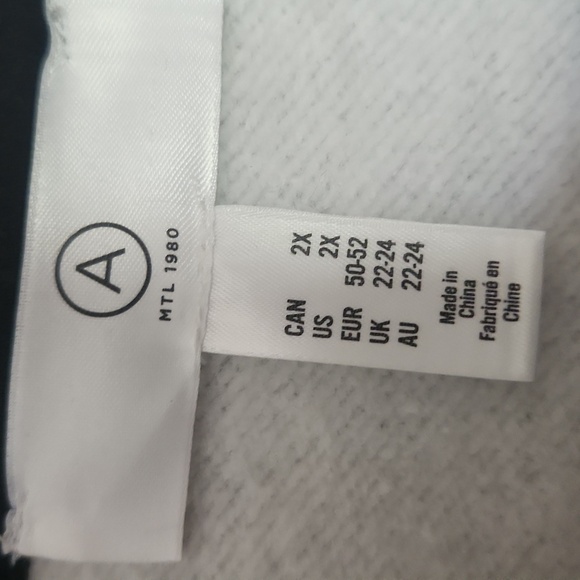 A
MTL 1980
CAN 2X
US 2X
EUR 50-52
UK 22-24
AU 22-24
Made in
China
Fabriqué en
Chine